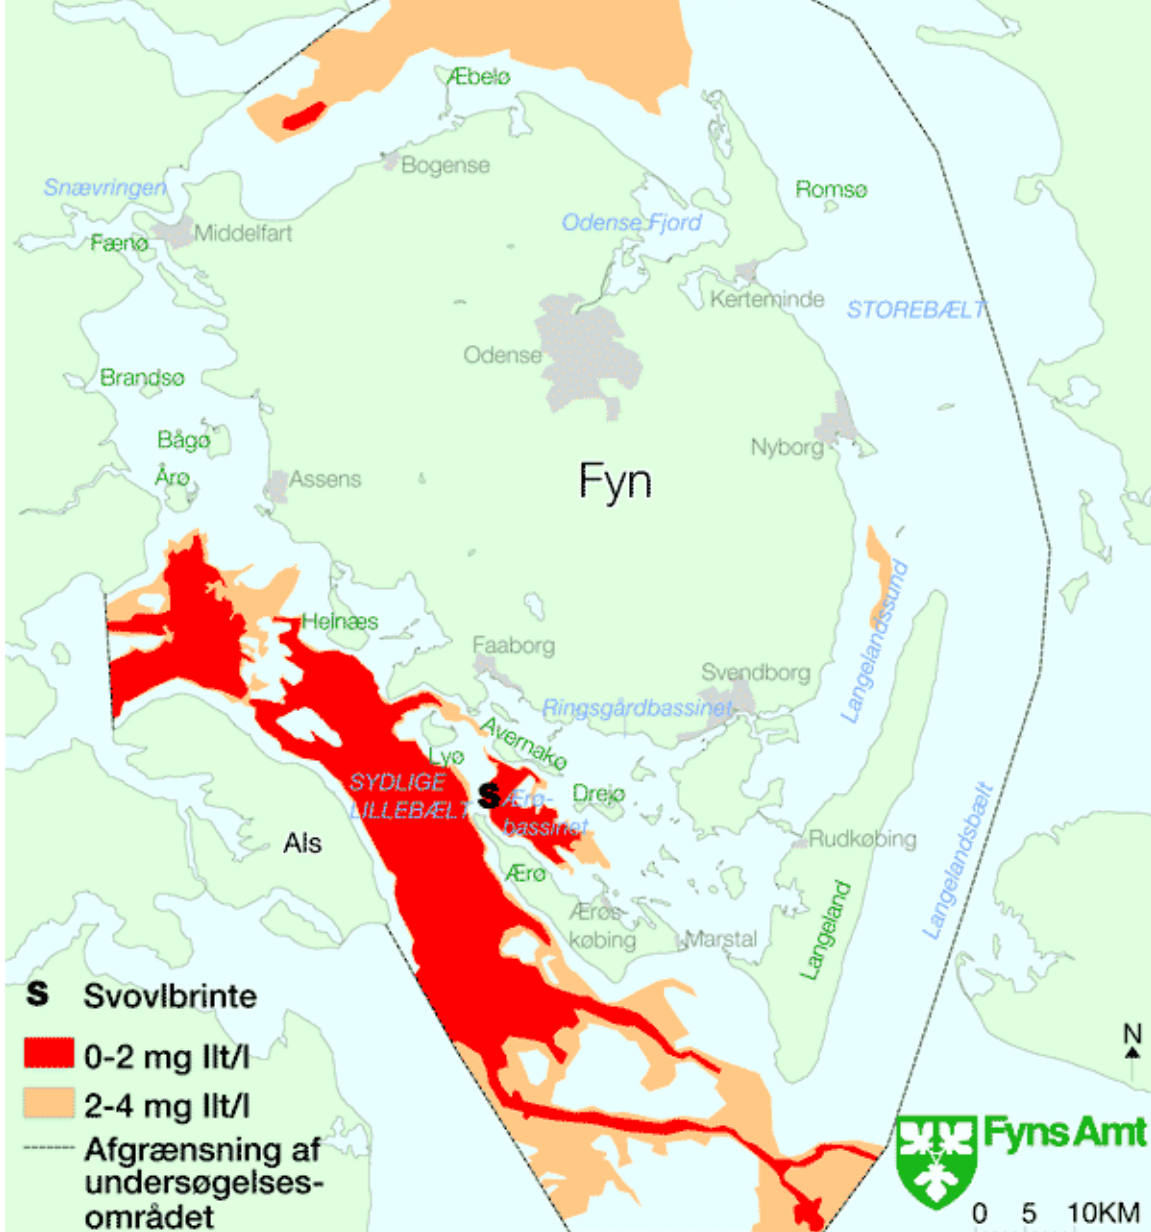 Æbelø
Bogense
Snævringen
Romsø
Odense Fjord
Middelfart
Fænø
Kerteminde
STOREBÆLT
Odense
Brandsø
Bågø
Nyborg
Årø
Assens
Fyn
Helnæs
Faaborg
Svendborg
Langelandssund
Ringsgårdbassinet
Avernakø
Lyø
SYDLIGE
LILLEBÆLT
S
Ærø-
bassinet
Drejø
Als
Rudkøbing
Ærø
Langelandsbælt
Ærøs-
købing
Marstal
Langeland
S Svovlbrinte
0-2 mg Ilt/l
2-4 mg Ilt/l
Afgrænsning af
undersøgelses-
området
N
Fyns Amt
0 5 10KM